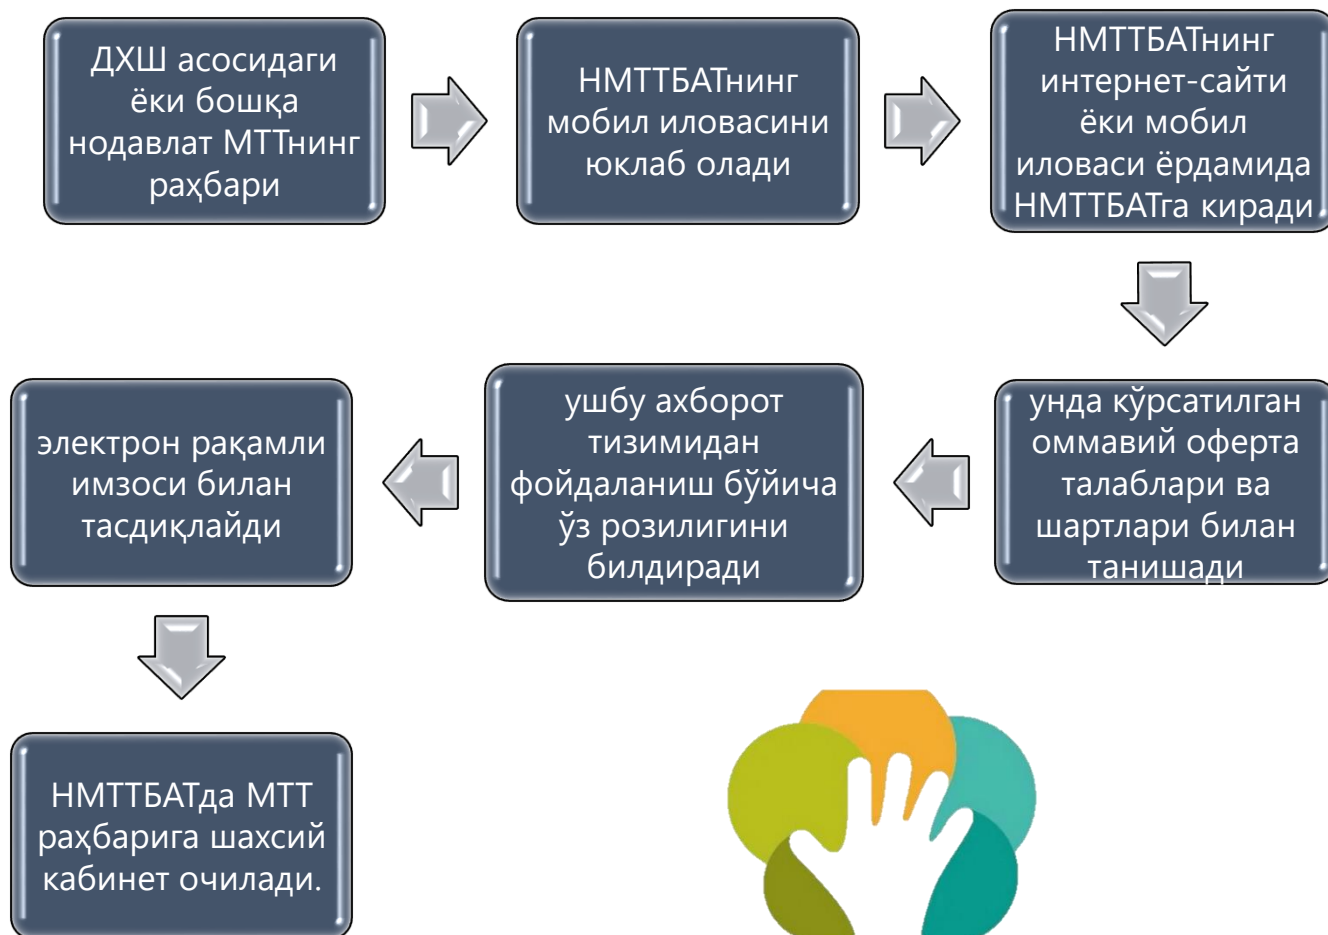 ДХШ асосидаги
ёки бошқа
нодавлат МТТнинг
раҳбари
НМТТБАТнинг
мобил иловасини
юклаб олади
НМТТБАТнинг
интернет-сайти
ёки мобил
иловаси ёрдамида
НМТТБАТга киради
унда кўрсатилган
оммавий оферта
талаблари ва
шартлари билан
танишади
ушбу ахборот
тизимидан
фойдаланиш бўйича
ўз розилигини
билдиради
электрон рақамли
имзоси билан
тасдиқлайди
НМТТБАТда МТТ
раҳбарига шахсий
кабинет очилади.